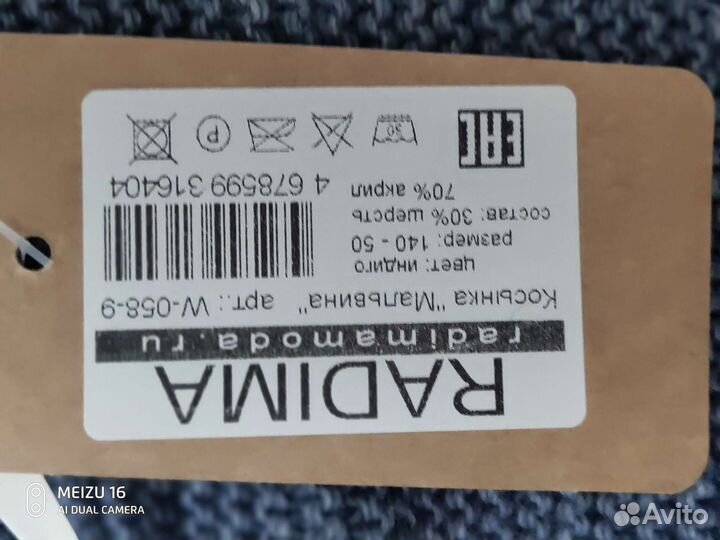 RADIMA
radimamoda.ru
Косынка "Мальвина" арт.: W-058-9
цвет: индиго
размер: 140 - 50
состав: 30% шерсть
70% акрил
4 678599 316404
EAC
30
P
MEIZU 16
AI DUAL CAMERA
Avito